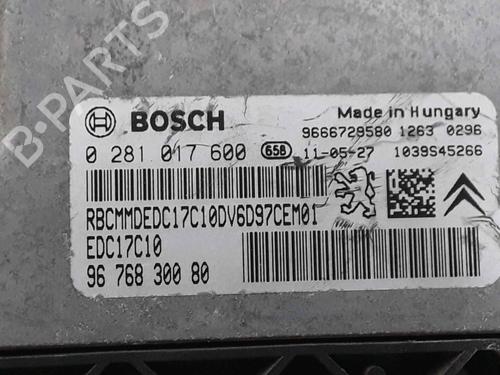 BOSCH
Made in Hungary
9666729580 1263 0296
0 281 017 600 658 11-05-27 1039S45266
RBCMMDEDC17C10DV6D97CEM01
EDC17C10
96 768 300 80
B-Parts